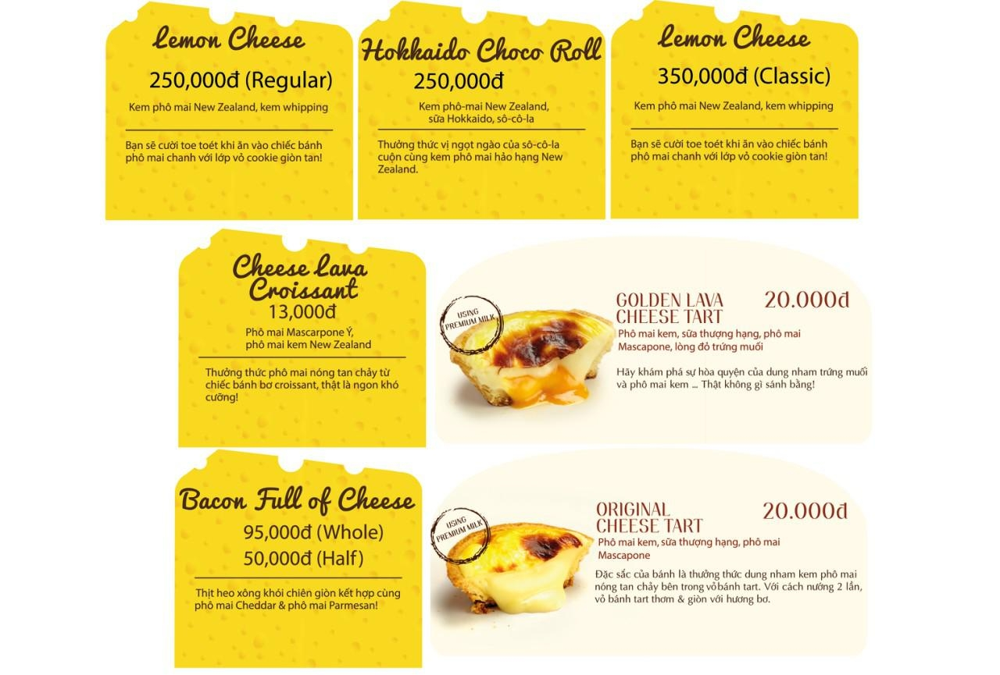 Lemon Cheese
250,000đ (Regular)
Kem phô mai New Zealand, kem whipping
Bạn sẽ cười toe toét khi ăn vào chiếc bánh
phô mai chanh với lớp vỏ cookie giòn tan!
Hokkaido Choco Roll
250,000đ
Kem phô-mai New Zealand,
sữa Hokkaido, sô-cô-la
Thưởng thức vị ngọt ngào của sô-cô-la
cuộn cùng kem phô mai hảo hạng New
Zealand.
Lemon Cheese
350,000đ (Classic)
Kem phô mai New Zealand, kem whipping
Bạn sẽ cười toe toét khi ăn vào chiếc bánh
phô mai chanh với lớp vỏ cookie giòn tan!
Cheese Lava
Croissant
13,000đ
Phô mai Mascarpone Ý,
phô mai kem New Zealand
Thưởng thức phô mai nóng tan chảy từ
chiếc bánh bơ croissant, thật là ngon khó
cưỡng!
USING
PREMIUM MILK
GOLDEN LAVA
CHEESE TART
20.000đ
Phô mai kem, sữa thượng hạng, phô mai
Mascapone, lòng đỏ trứng muối
Hãy khám phá sự hòa quyện của dung nham trứng muối
và phô mai kem ... Thật không gì sánh bằng!
Bacon Full of Cheese
95,000đ (Whole)
50,000đ (Half)
Thịt heo xông khói chiên giòn kết hợp cùng
phô mai Cheddar & phô mai Parmesan!
USING
PREMIUM MILK
ORIGINAL
CHEESE TART
20.000đ
Phô mai kem, sữa thượng hạng, phô mai
Mascapone
Đặc sắc của bánh là thưởng thức dung nham kem phô mai
nóng tan chảy bên trong vỏ bánh tart. Với cách nướng 2 lần,
vỏ bánh tart thơm & giòn với hương bơ.